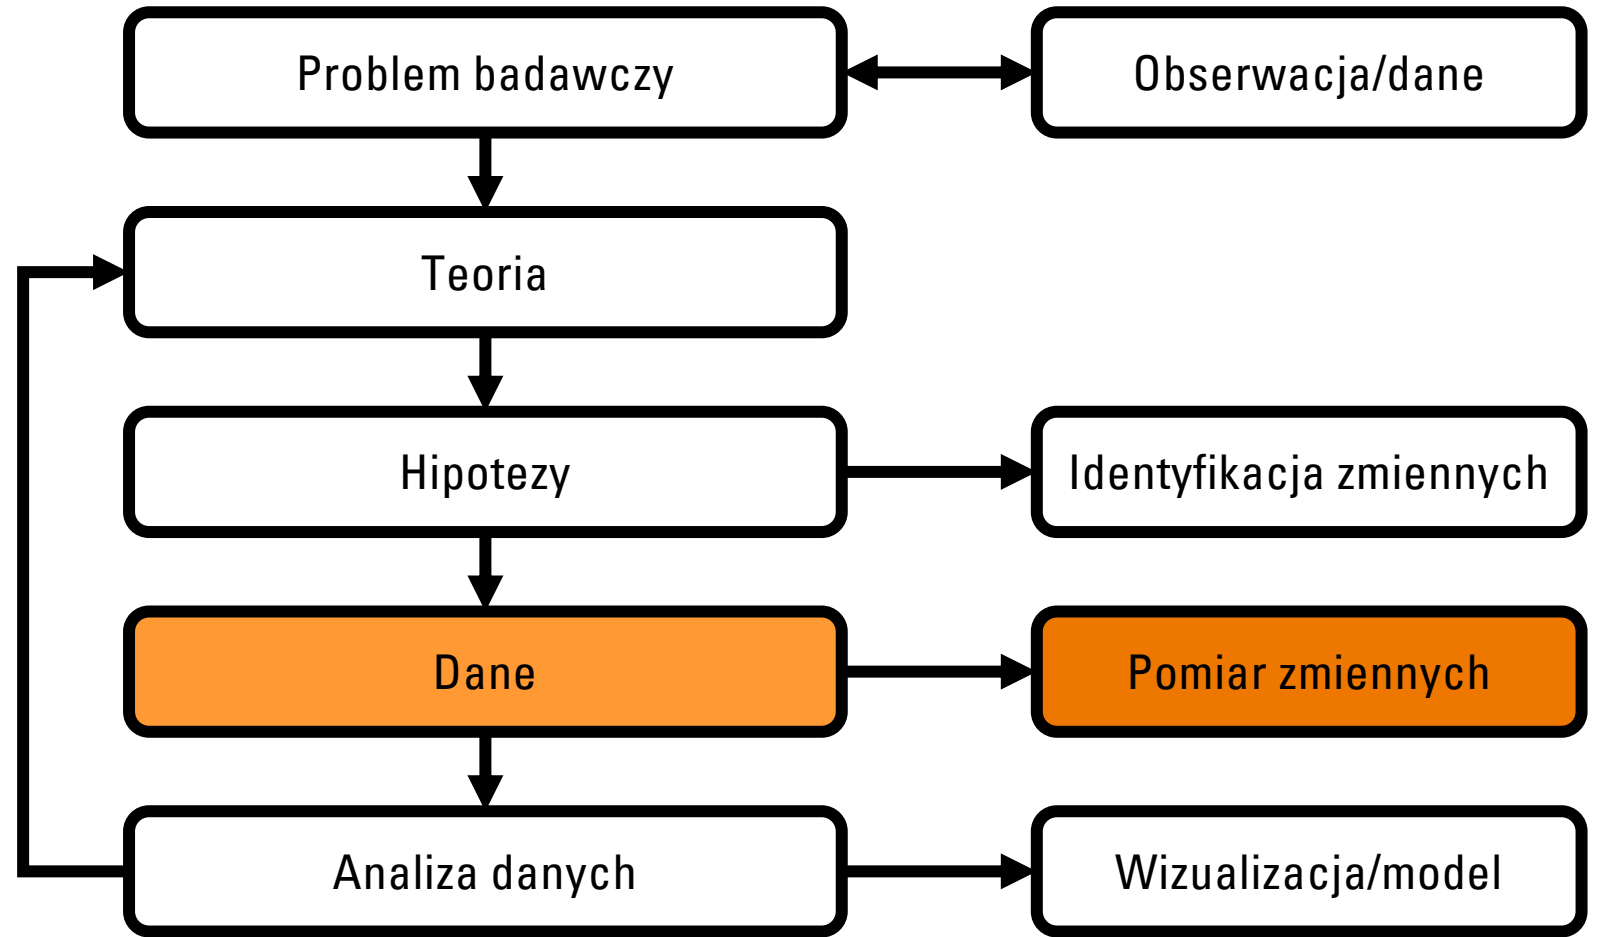 Problem badawczy
Obserwacja/dane
Teoria
Hipotezy
Identyfikacja zmiennych
Dane
Pomiar zmiennych
Analiza danych
Wizualizacja/model